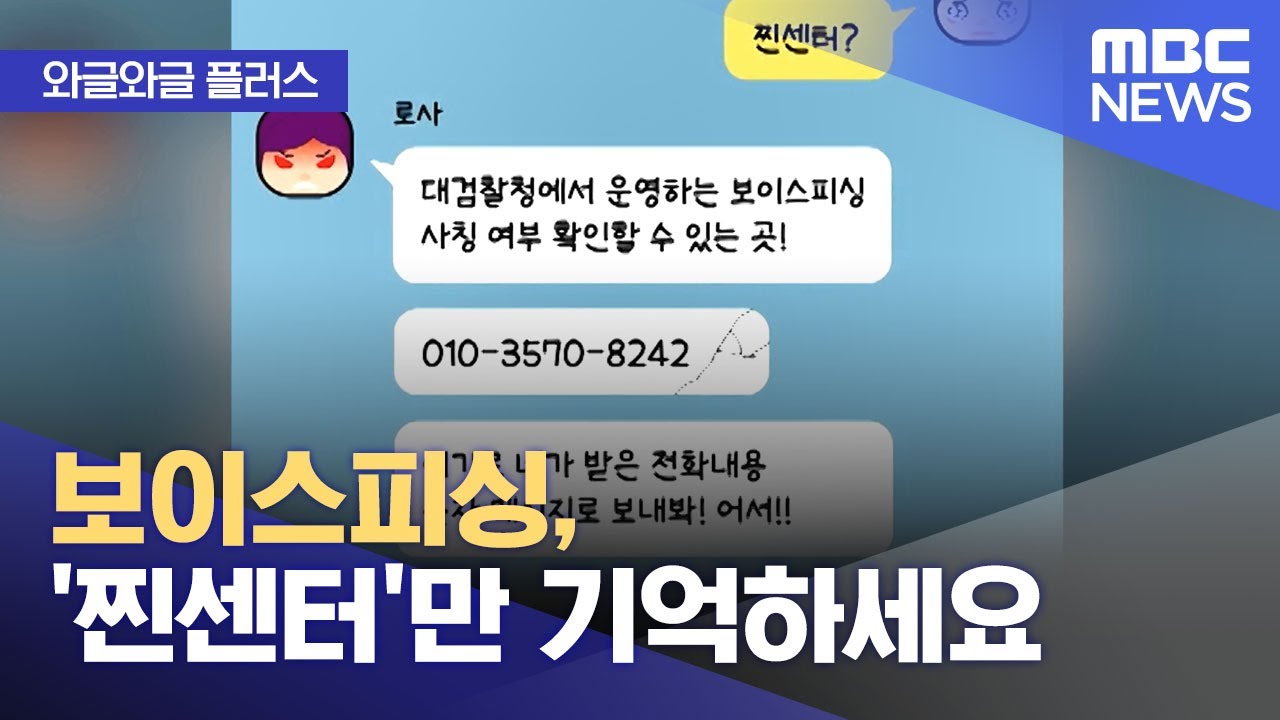 찐센터?
MBC
NEWS
와글와글 플러스
로사
대검찰청에서 운영하는 보이스피싱
사칭 여부 확인할 수 있는 곳!
010-3570-8242
받은 전화내용
보내봐! 어서!!
보이스피싱,
'찐센터'만 기억하세요